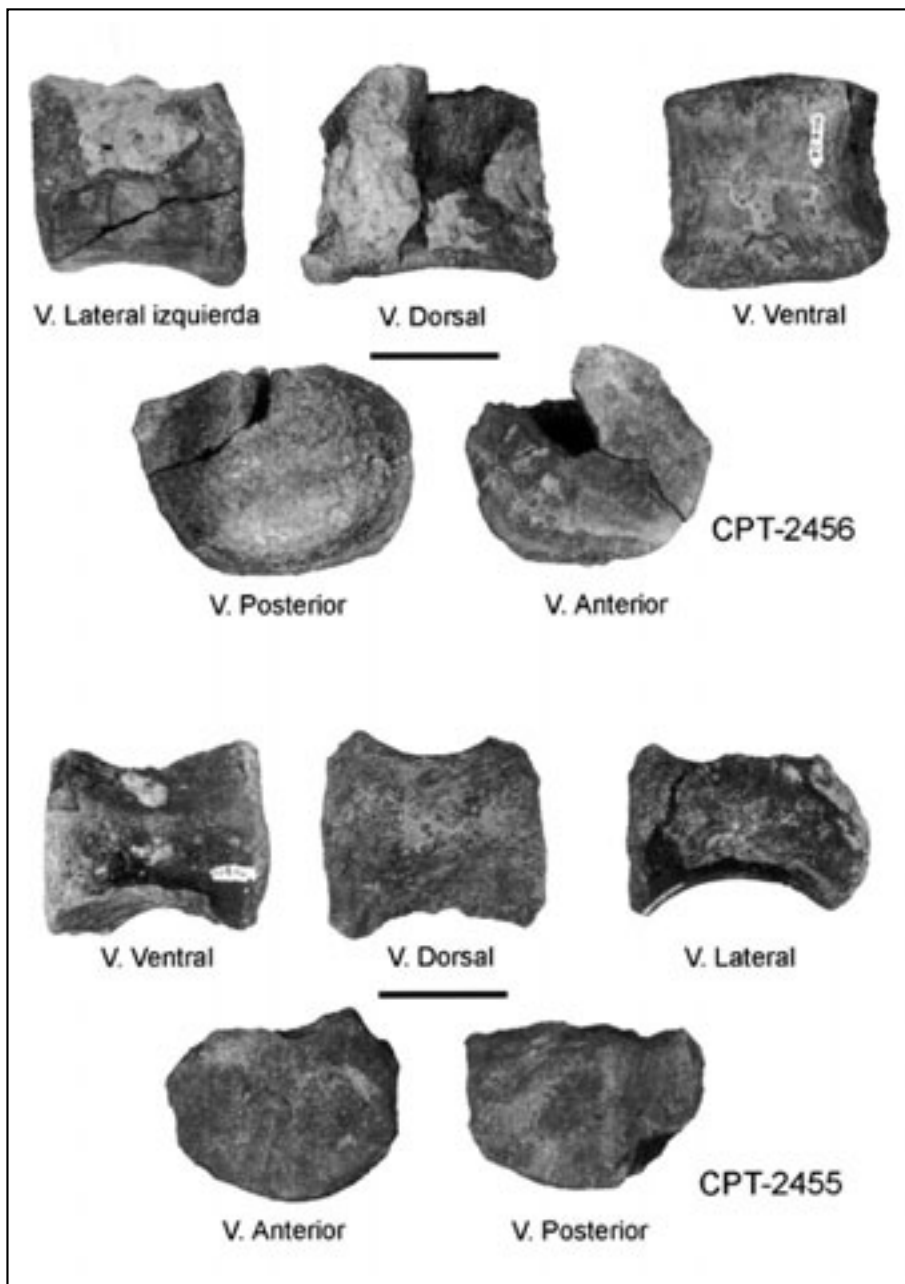 V. Lateral izquierda
V. Dorsal
V. Ventral
V. Posterior
V. Anterior
CPT-2456
V. Ventral
V. Dorsal
V. Lateral
V. Anterior
V. Posterior
CPT-2455